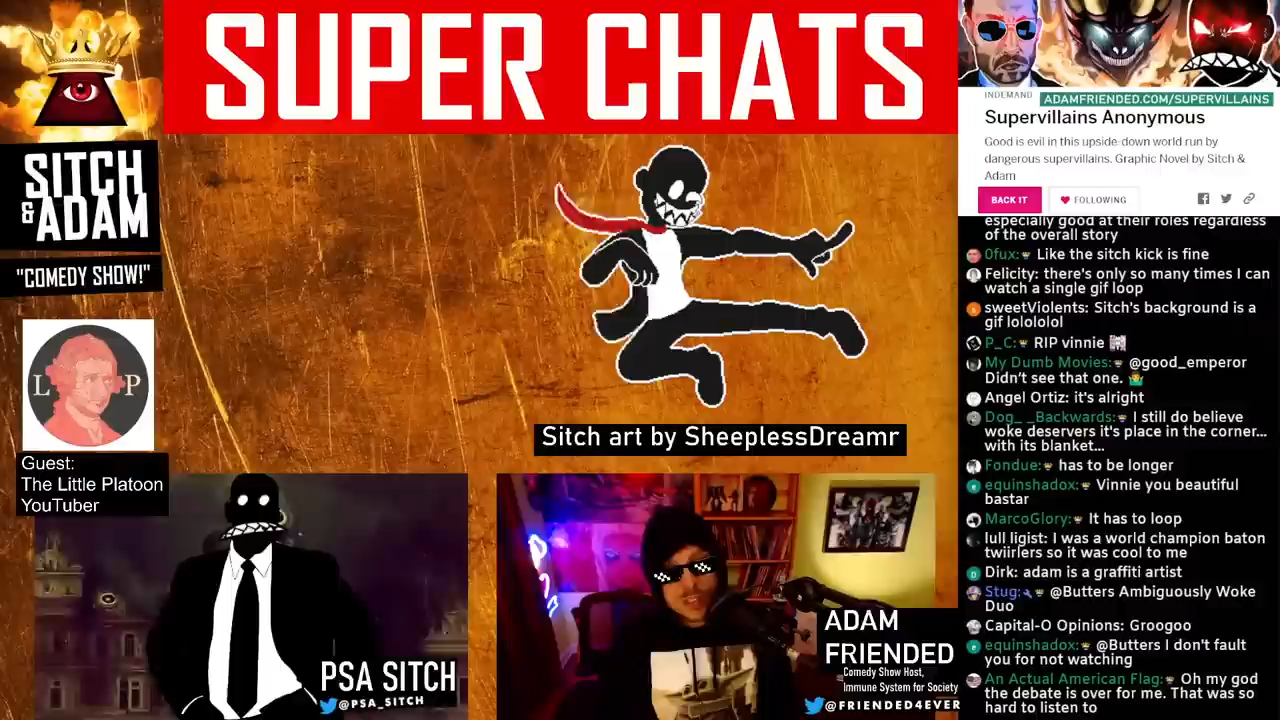 SUPER CHATS
SITCH
& ADAM
"COMEDY SHOW!"
L P
Guest:
The Little Platoon
YouTuber
Sitch art by SheeplessDreamr
PSA SITCH
@PSA_SITCH
ADAM
FRIENDED
Comedy Show Host,
Immune System for Society
@FRIENDED4EVER
INDEMAND
ADAMFRIENDED.COM/SUPERVILLAINS
Supervillains Anonymous
Good is evil in this upside-down world run by
dangerous supervillains. Graphic Novel by Sitch &
Adam
BACK IT
FOLLOWING
especially good at their roles regardless
of the overall story
0fux: Like the sitch kick is fine
Felicity: there's only so many times I can
watch a single gif loop
sweetViolents: Sitch's background is a
gif lolololol
P_C: RIP vinnie
My Dumb Movies: @good_emperor
Didn't see that one.
Angel Ortiz: it's alright
Dog_ _Backwards: I still do believe
woke deservers it's place in the corner...
with its blanket...
Fondue: has to be longer
equinshadox: Vinnie you beautiful
bastar
MarcoGlory: It has to loop
lull ligist: I was a world champion baton
twiirlers so it was cool to me
Dirk: adam is a graffiti artist
Stug: @Butters Ambiguously Woke
Duo
Capital-O Opinions: Groogoo
equinshadox: @Butters I don't fault
you for not watching
An Actual American Flag: Oh my god
the debate is over for me. That was so
hard to listen to